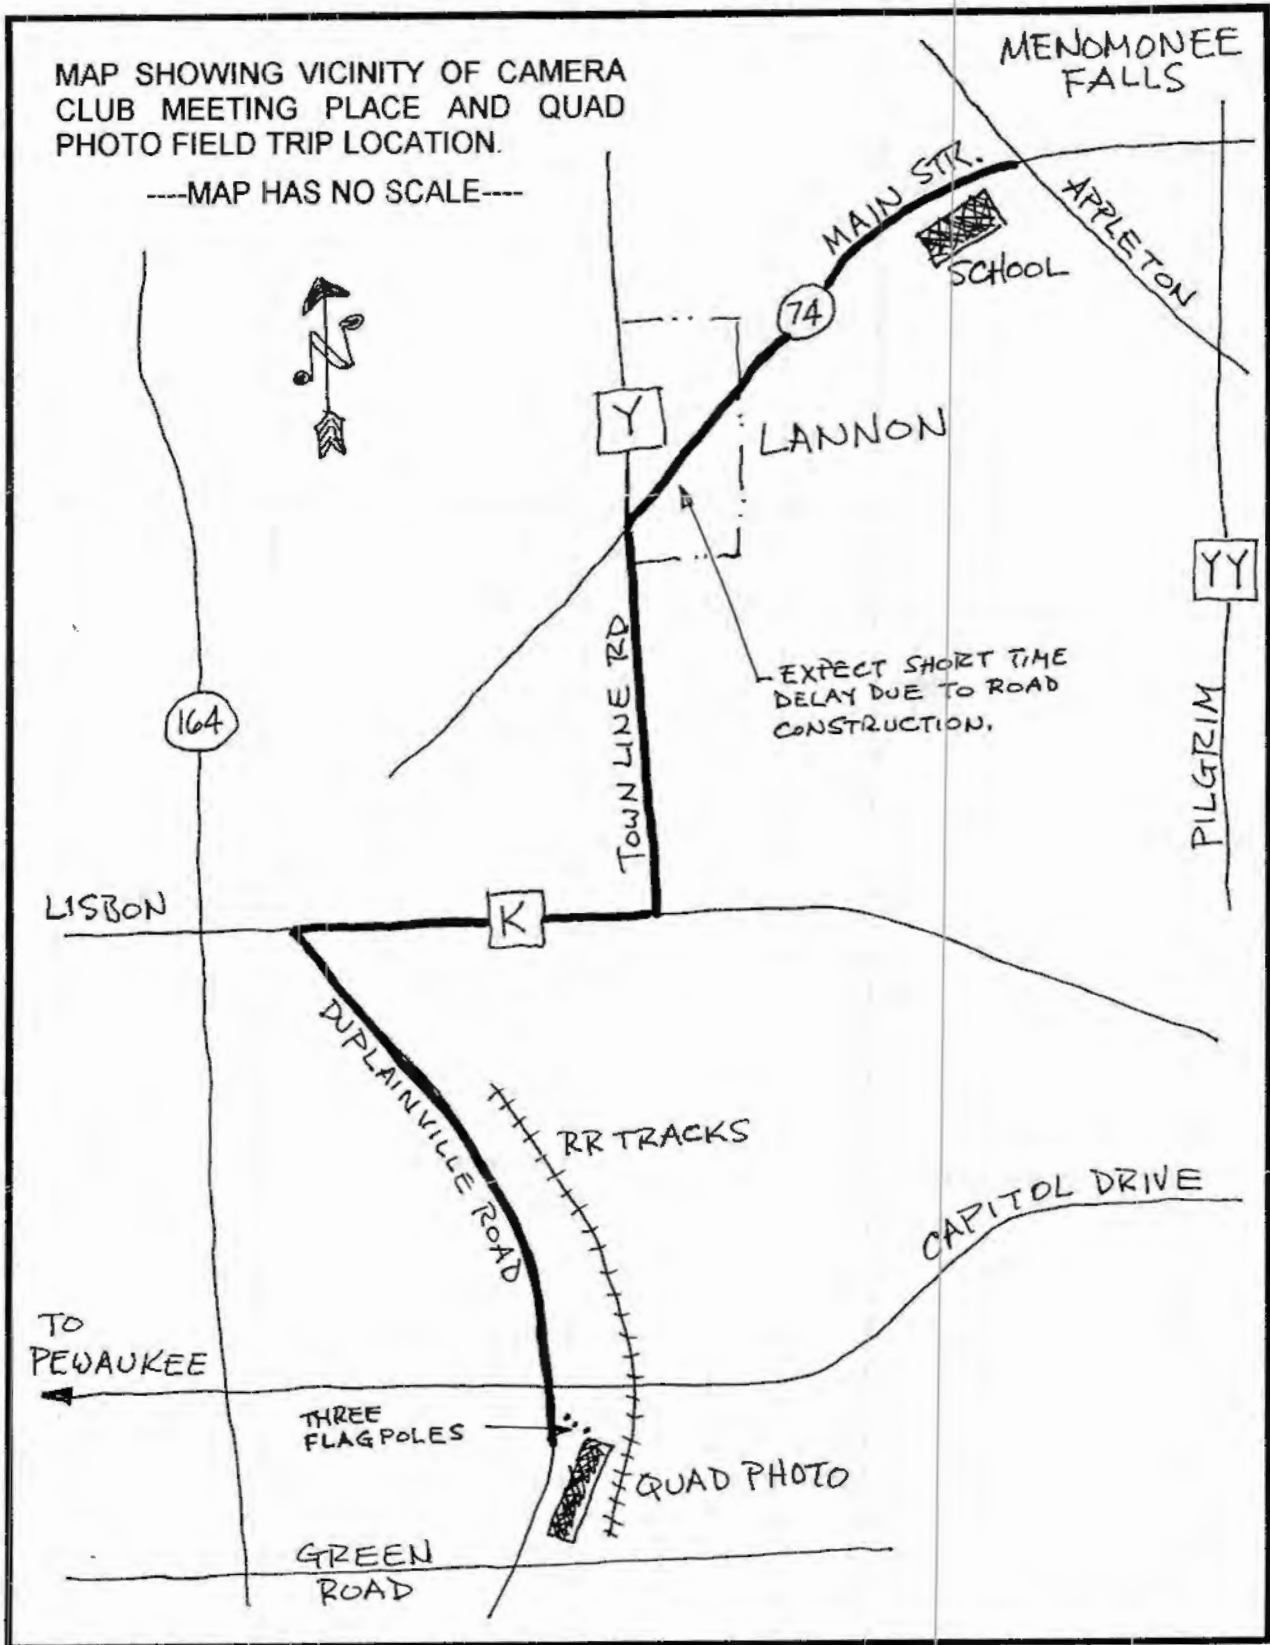 MAP SHOWING VICINITY OF CAMERA
CLUB MEETING PLACE AND QUAD
PHOTO FIELD TRIP LOCATION.
----MAP HAS NO SCALE----
MENOMONEE
FALLS
MAIN STR.
APPLETON
SCHOOL
N
74
Y
LANNON
YY
TOWN LINE RD
EXPECT SHORT TIME
DELAY DUE TO ROAD
CONSTRUCTION.
164
PILGRIM
LISBON
K
DUPLAINVILLE ROAD
RR TRACKS
CAPITOL DRIVE
TO
PEWAUKEE
THREE
FLAGPOLES
QUAD PHOTO
GREEN
ROAD